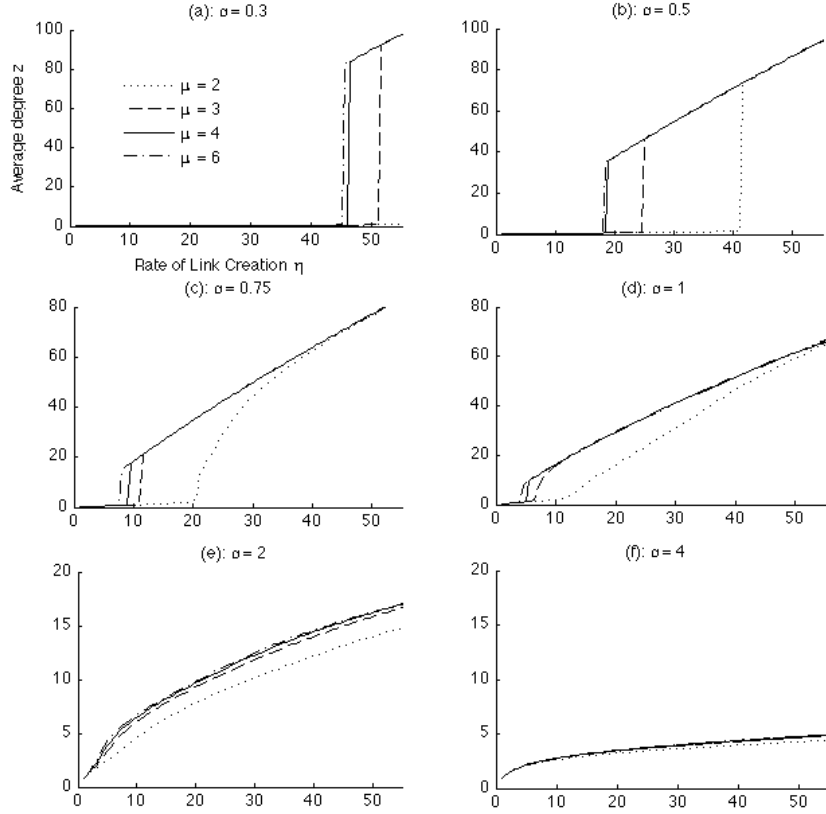 (a): ø = 0.3
Average degree z
100
80
60
40
20
0
μ = 2
μ = 3
μ = 4
μ = 6
0 10 20 30 40 50
Rate of Link Creation η
(b): ø = 0.5
100
80
60
40
20
0
0 10 20 30 40 50
(c): ø = 0.75
80
60
40
20
0
0 10 20 30 40 50
(d): ø = 1
80
60
40
20
0
0 10 20 30 40 50
(e): ø = 2
20
15
10
5
0
0 10 20 30 40 50
(f): ø = 4
20
15
10
5
0
0 10 20 30 40 50